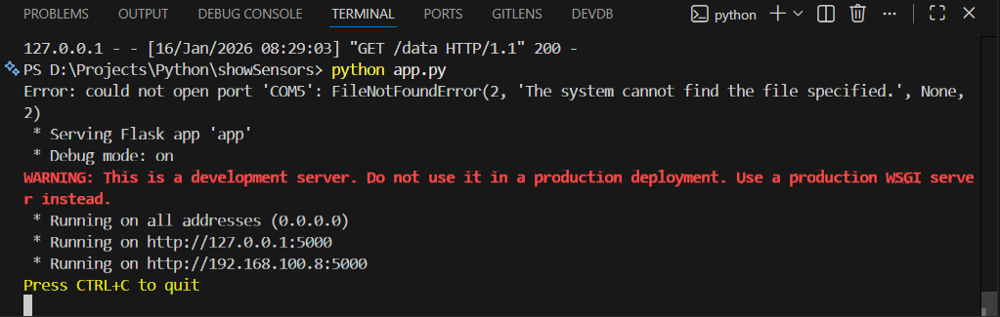 PROBLEMS OUTPUT DEBUG CONSOLE TERMINAL PORTS GITLENS DEVDB python
127.0.0.1 - - [16/Jan/2026 08:29:03] "GET /data HTTP/1.1" 200 -
PS D:\Projects\Python\showSensors> python app.py
Error: could not open port 'COM5': FileNotFoundError(2, 'The system cannot find the file specified.', None,
2)
 * Serving Flask app 'app'
 * Debug mode: on
WARNING: This is a development server. Do not use it in a production deployment. Use a production WSGI serve
r instead.
 * Running on all addresses (0.0.0.0)
 * Running on http://127.0.0.1:5000
 * Running on http://192.168.100.8:5000
Press CTRL+C to quit